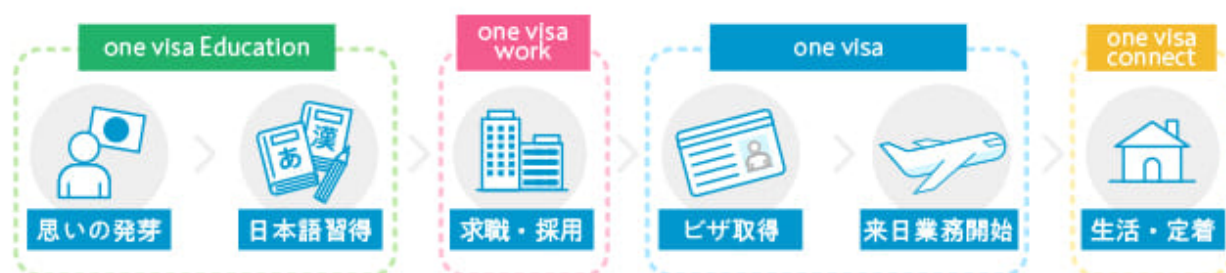 one visa Education
one visa
work
one visa
one visa
connect
あ
漢
思いの発芽
日本語習得
求職・採用
ビザ取得
来日業務開始
生活・定着